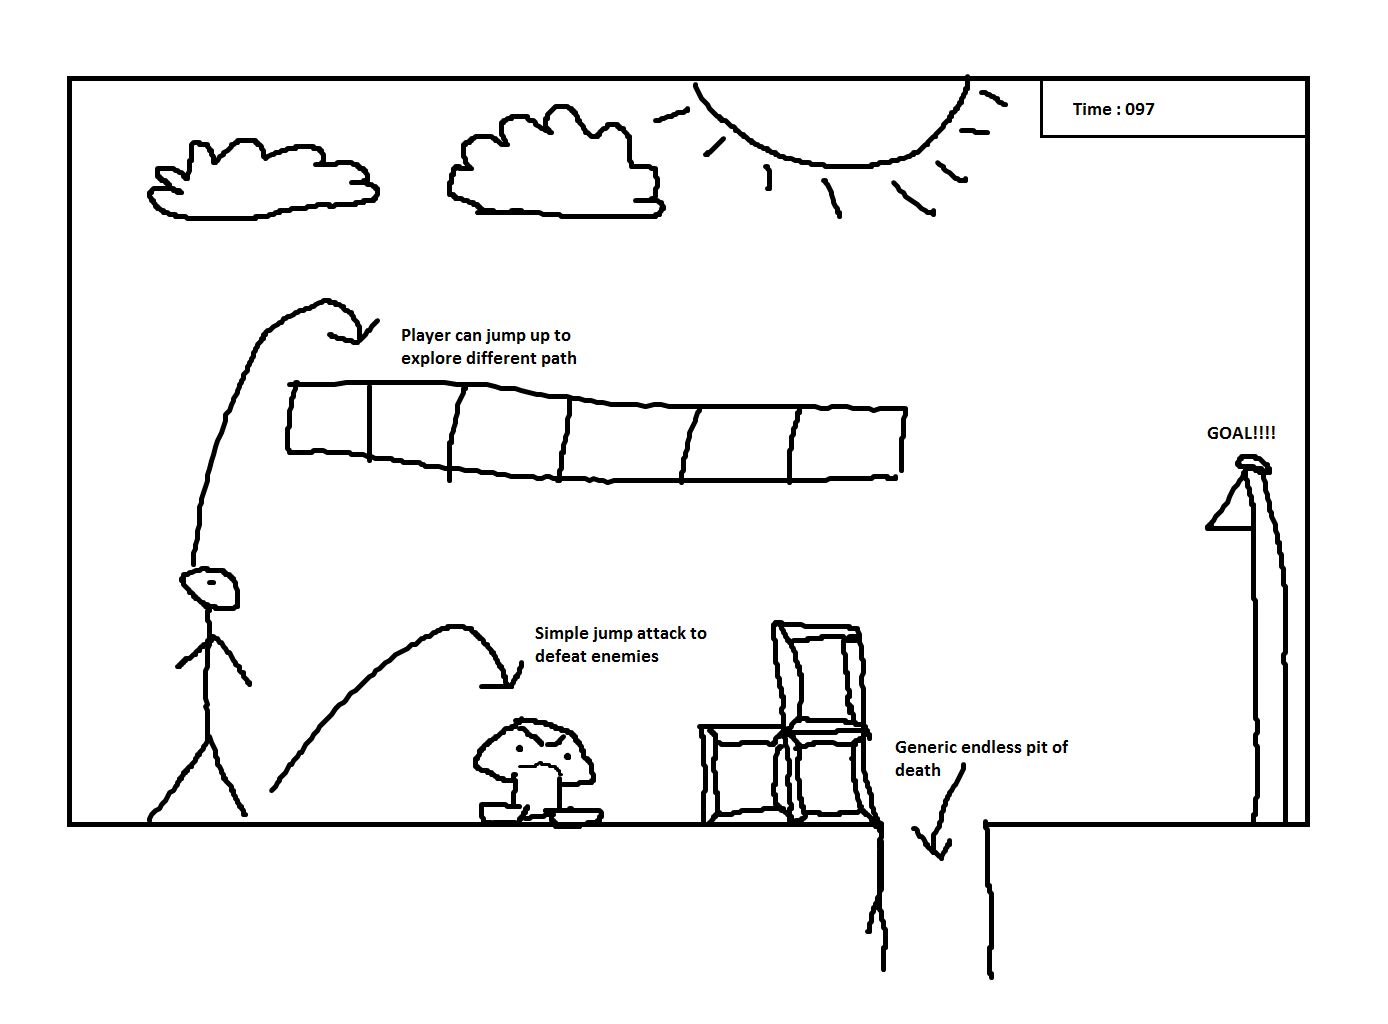 Time : 097
Player can jump up to
explore different path
GOAL!!!!
Simple jump attack to
defeat enemies
Generic endless pit of
death